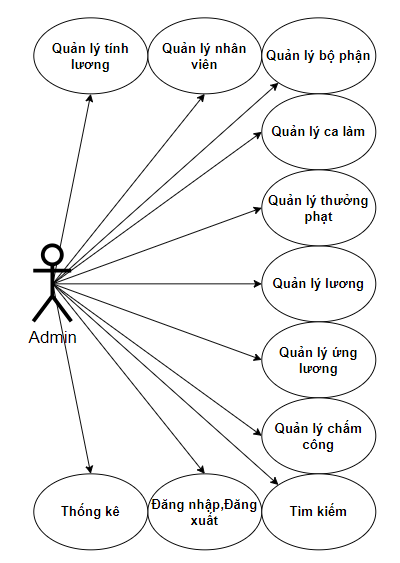 Quản lý tính
lương
Quản lý nhân
viên
Quản lý bộ phận
Quản lý ca làm
Quản lý thưởng
phạt
Quản lý lương
Admin
Quản lý ứng
lương
Quản lý chấm
công
Thống kê
Đăng nhập,Đăng
xuất
Tìm kiếm